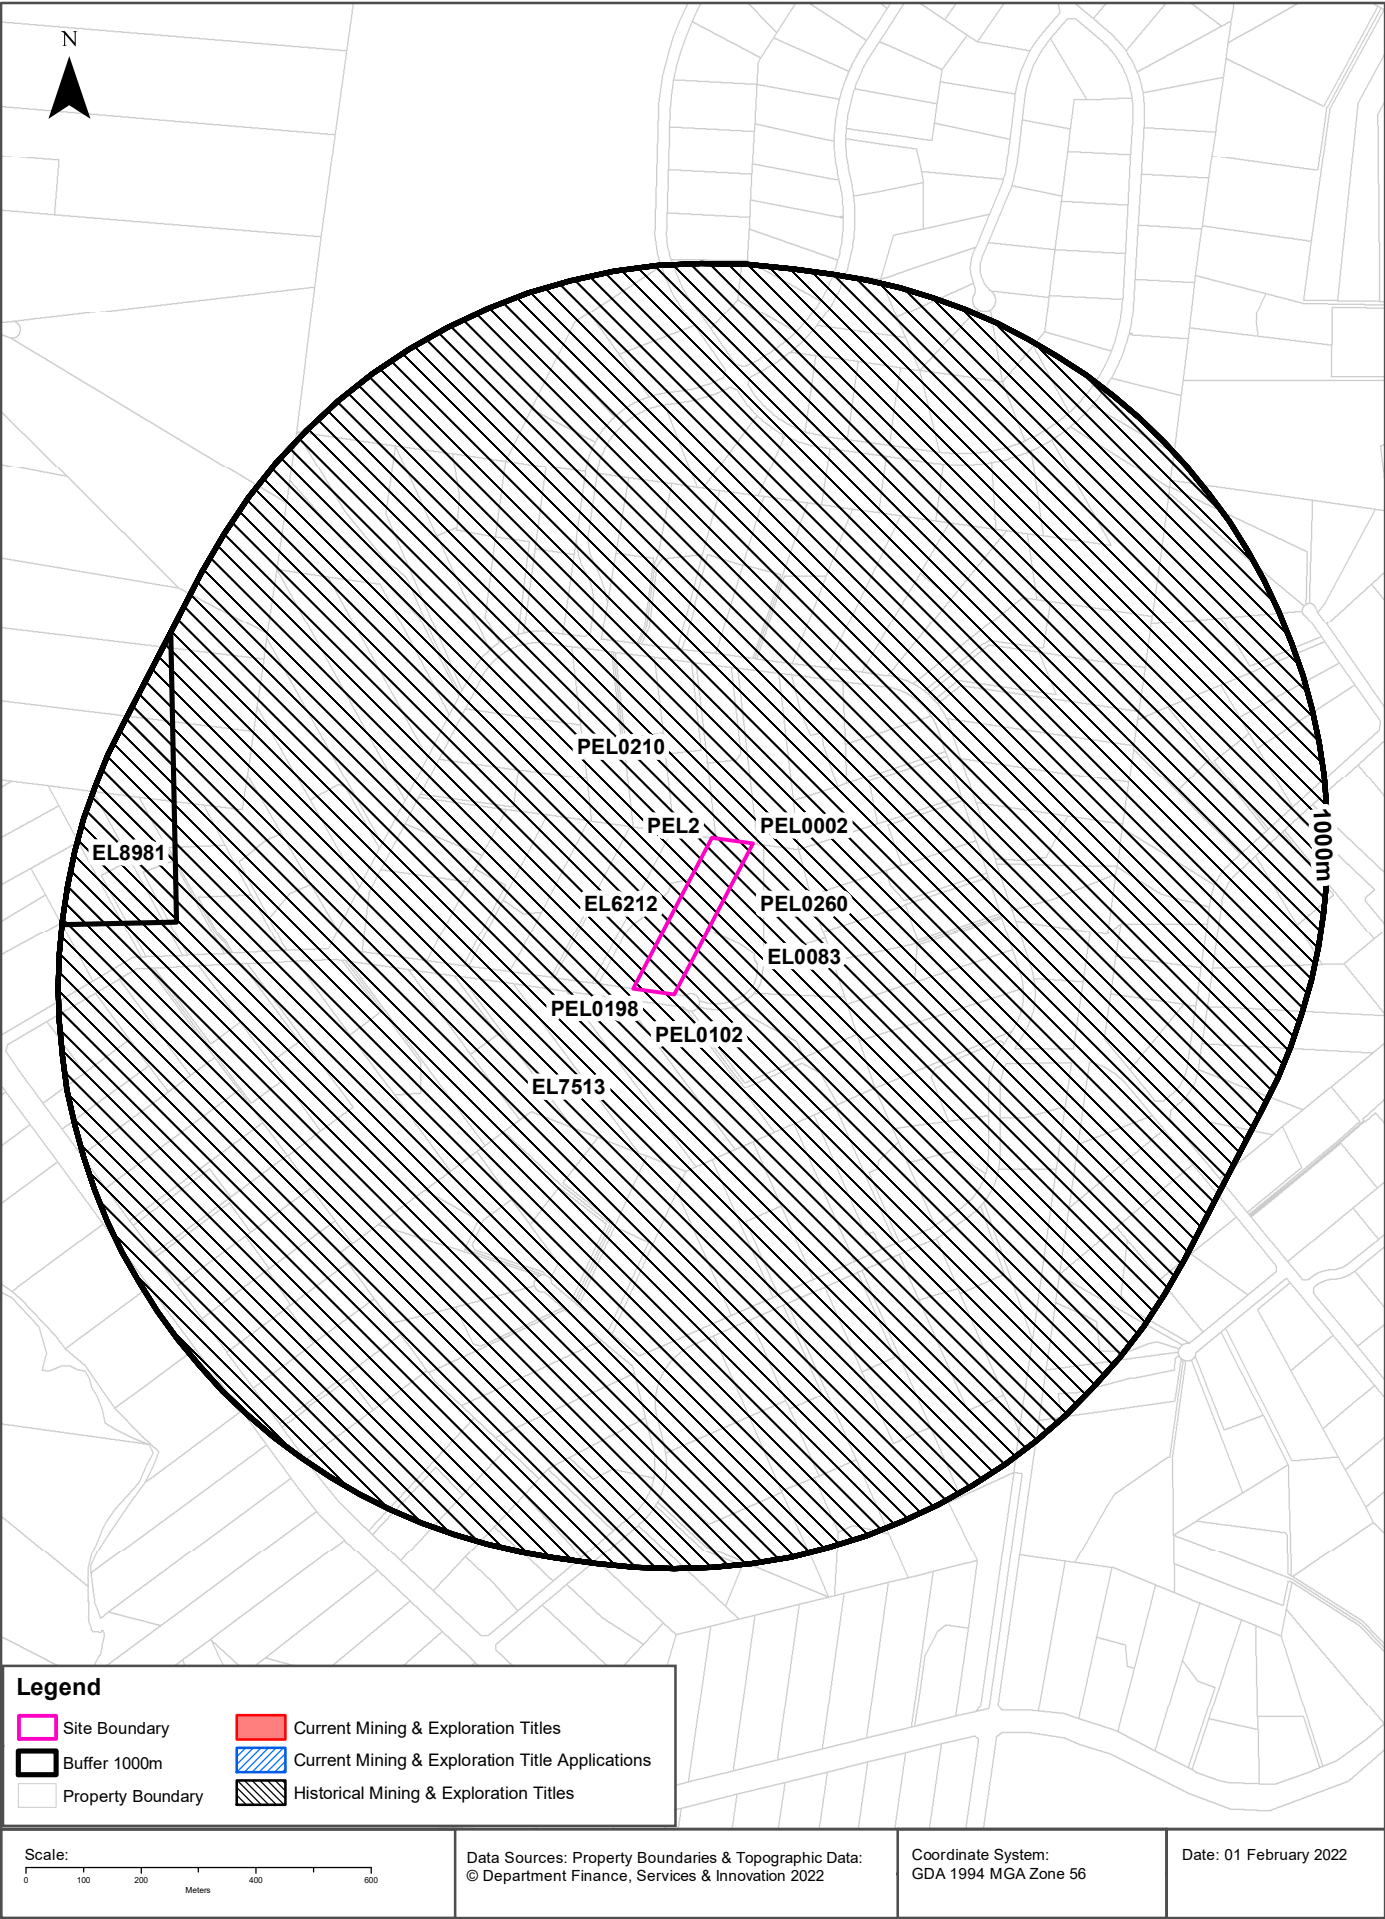 N
PEL0210
PEL2
PEL0002
1000m
EL8981
EL6212
PEL0260
EL0083
PEL0198
PEL0102
EL7513
Legend
Site Boundary
Buffer 1000m
Property Boundary
Current Mining & Exploration Titles
Current Mining & Exploration Title Applications
Historical Mining & Exploration Titles
Scale:
0 100 200 400 600
Meters
Data Sources: Property Boundaries & Topographic Data:
© Department Finance, Services & Innovation 2022
Coordinate System:
GDA 1994 MGA Zone 56
Date: 01 February 2022